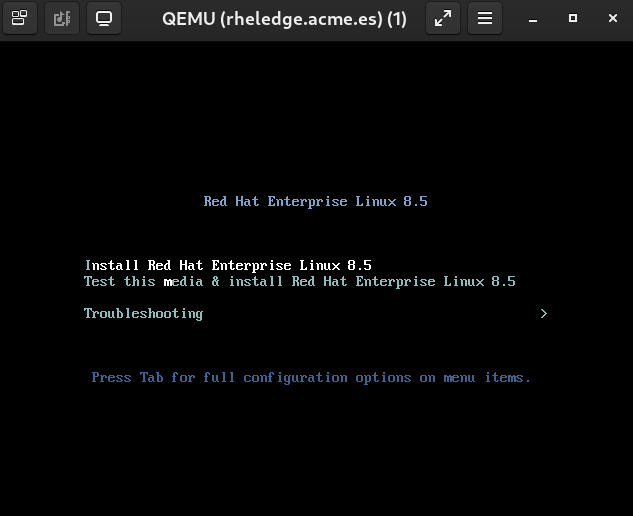 QEMU (rheledge.acme.es) (1)
Red Hat Enterprise Linux 8.5
Install Red Hat Enterprise Linux 8.5
Test this media & install Red Hat Enterprise Linux 8.5
Troubleshooting >
Press Tab for full configuration options on menu items.